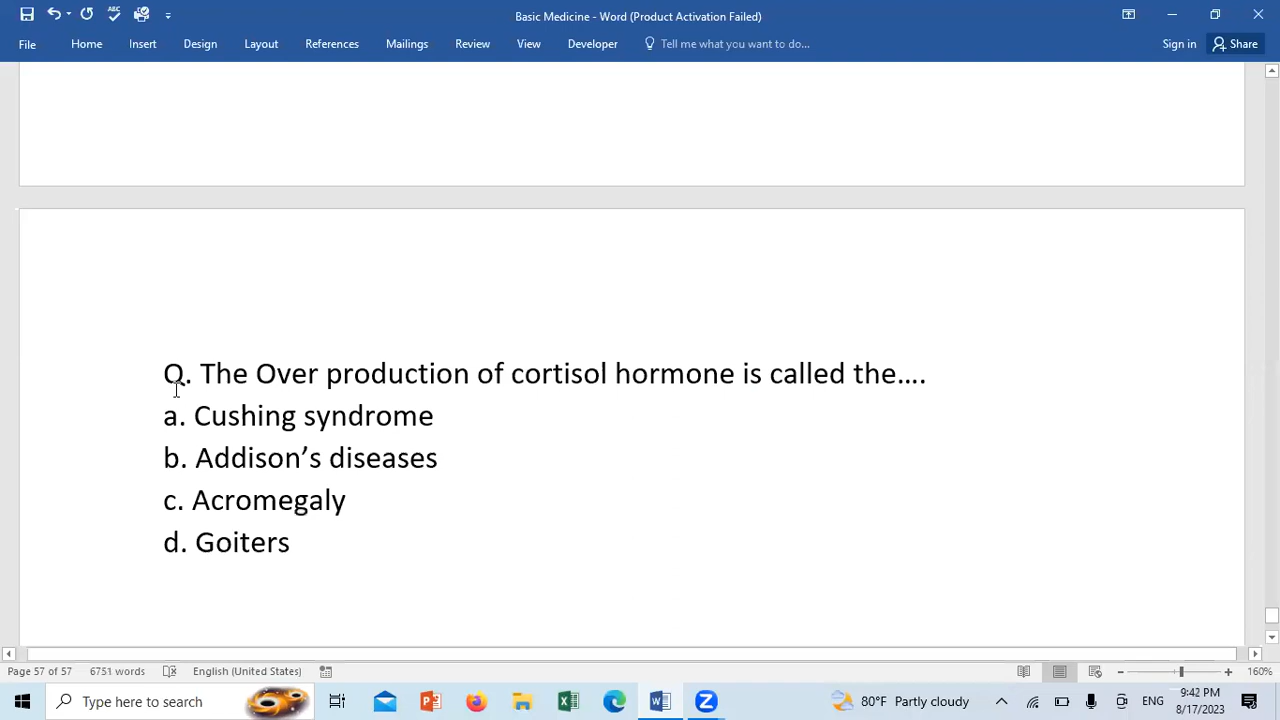 Basic Medicine - Word (Product Activation Failed)
File Home Insert Design Layout References Mailings Review View Developer Tell me what you want to do... Sign in Share
Q. The Over production of cortisol hormone is called the....
a. Cushing syndrome
b. Addison’s diseases
c. Acromegaly
d. Goiters
Page 57 of 57 6751 words English (United States) 160%
Type here to search 80°F Partly cloudy ENG 9:42 PM
8/17/2023